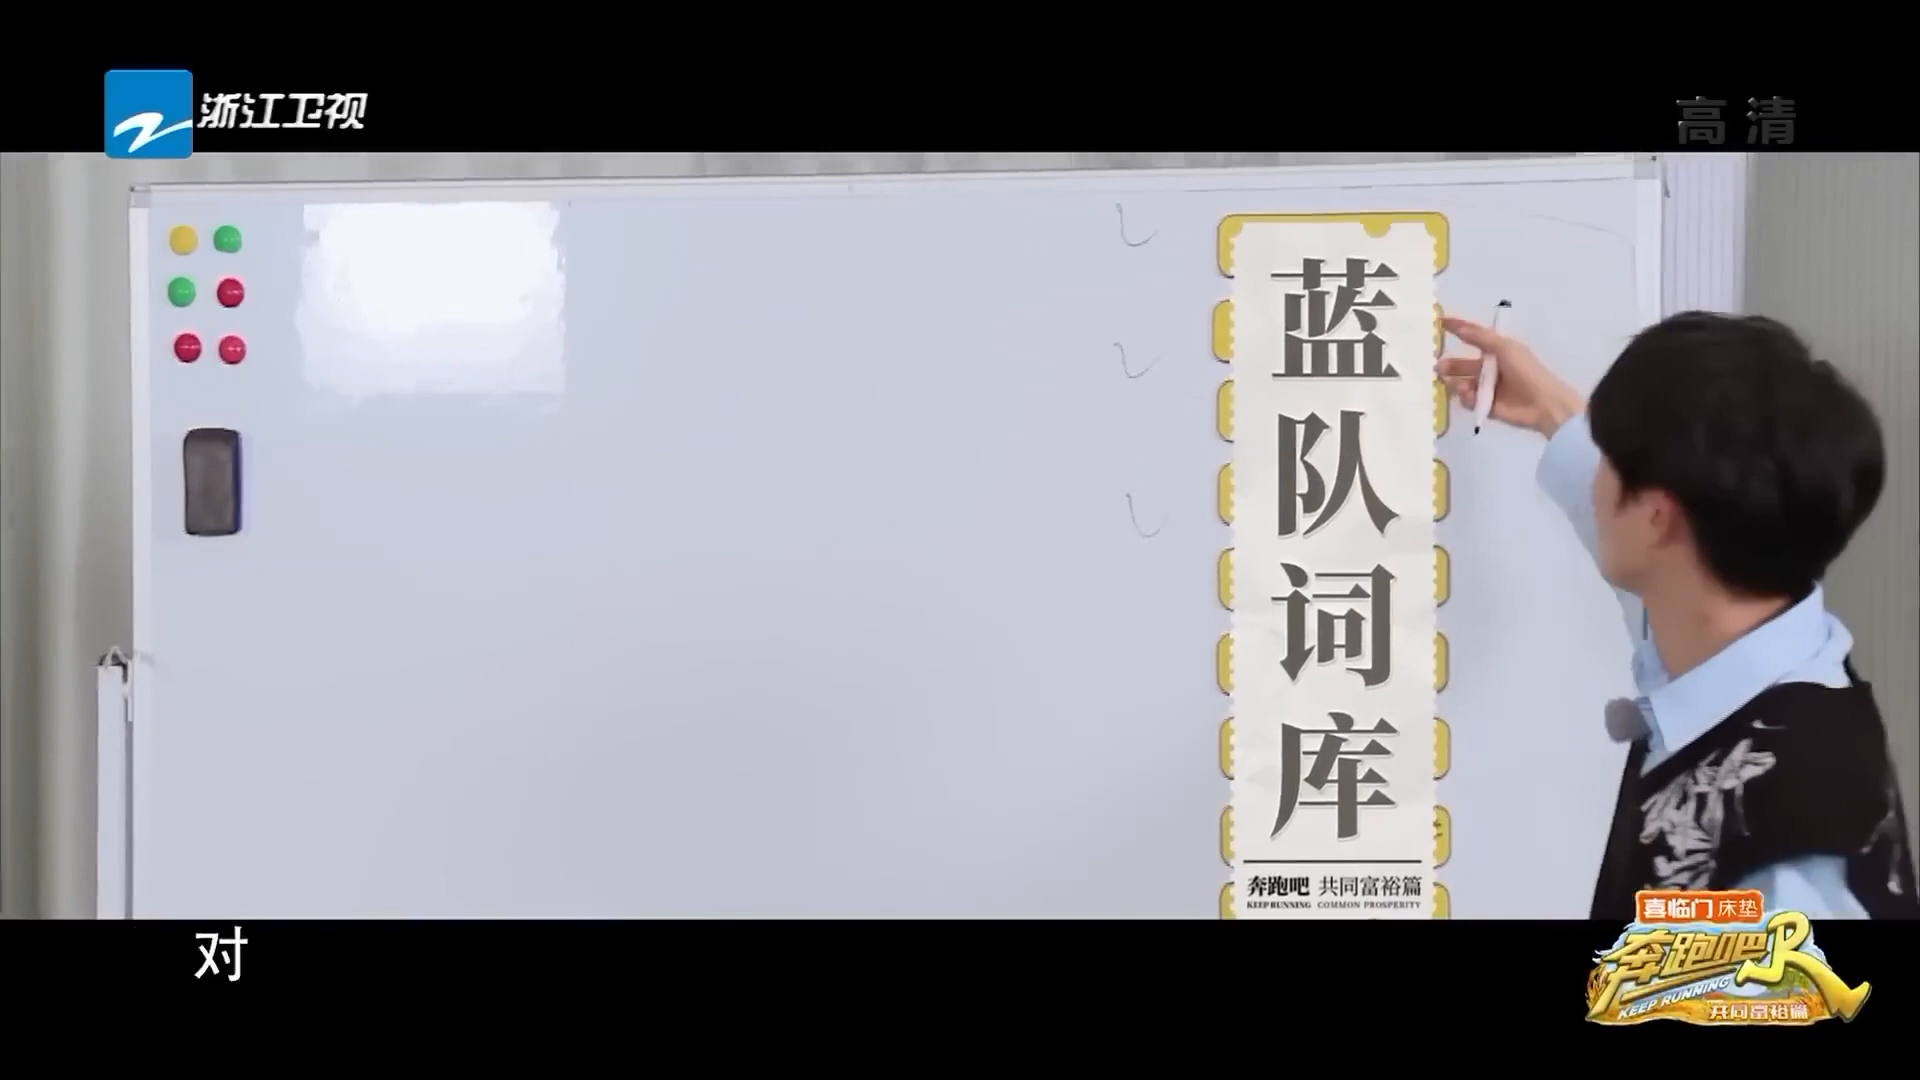 浙江卫视
高清
蓝队词库
奔跑吧 共同富裕篇
KEEP RUNNING COMMON PROSPERITY
对
喜临门床垫
奔跑吧R
KEEP RUNNING
共同富裕篇